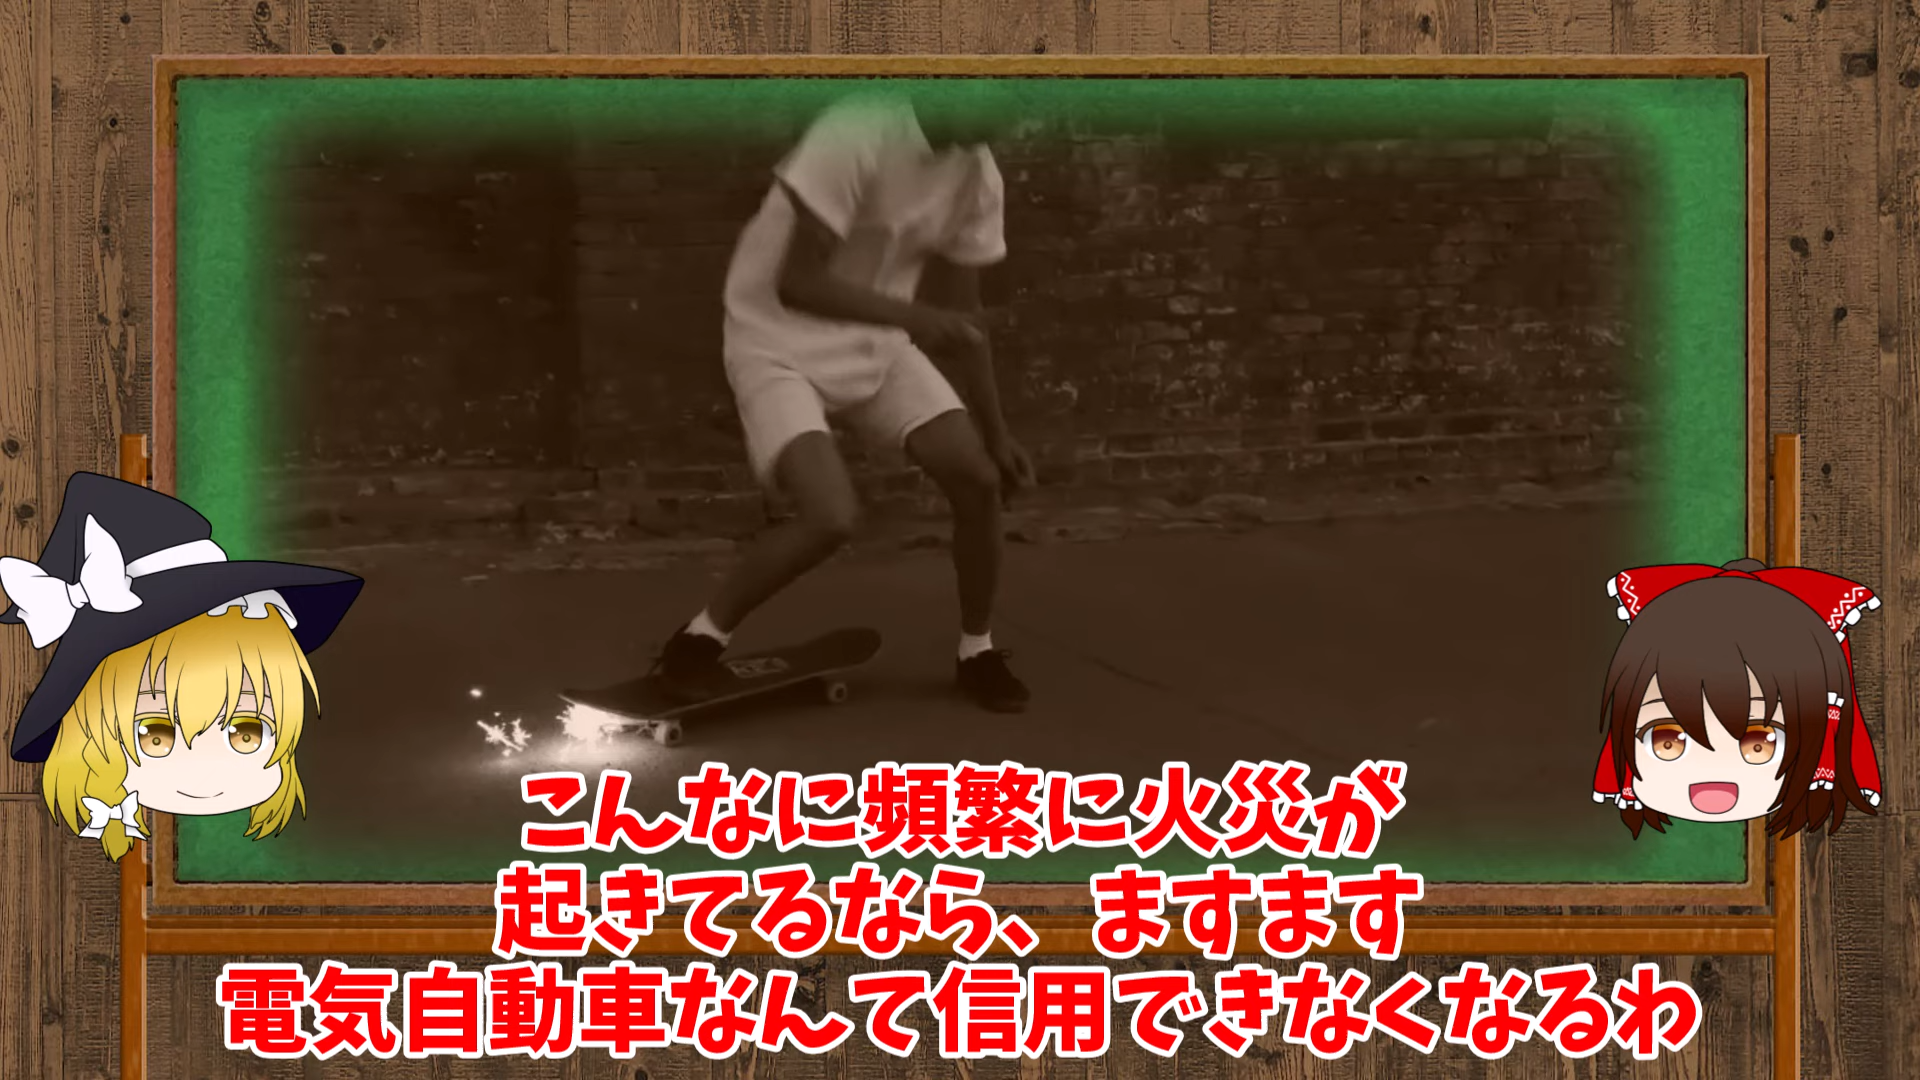 こんなに頻繁に火災が
起きてるなら、ますます
電気自動車なんて信用できなくなるわ